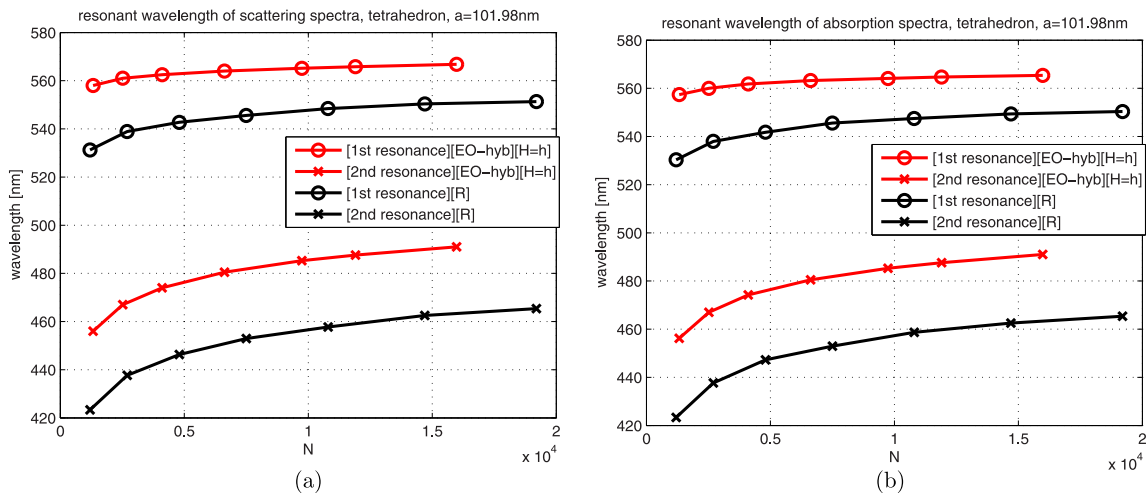 resonant wavelength of scattering spectra, tetrahedron, a=101.98nm
580
560
540
520
500
480
460
440
420
wavelength [nm]
[1st resonance][EO−hyb][H=h]
[2nd resonance][EO−hyb][H=h]
[1st resonance][R]
[2nd resonance][R]
0
0.5
1
1.5
2
N
x 10^4
(a)
resonant wavelength of absorption spectra, tetrahedron, a=101.98nm
580
560
540
520
500
480
460
440
420
wavelength [nm]
[1st resonance][EO−hyb][H=h]
[2nd resonance][EO−hyb][H=h]
[1st resonance][R]
[2nd resonance][R]
0
0.5
1
1.5
2
N
x 10^4
(b)